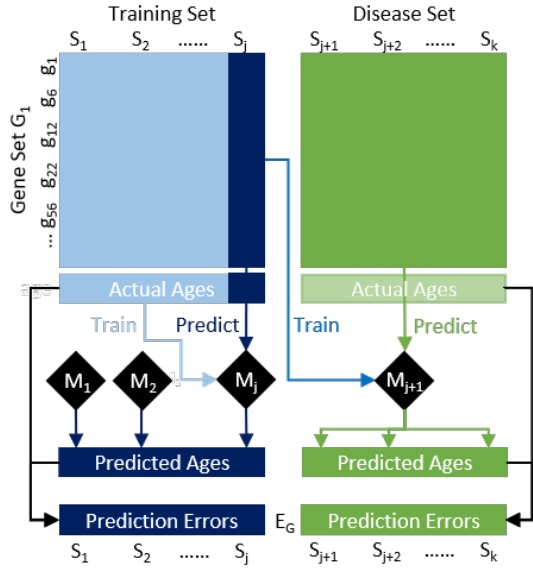 Training Set Disease Set
S1 S2 ...... Sj Sj+1 Sj+2 ...... Sk
Gene Set G1
g1
g6
g12
g22
... g56
age Actual Ages Actual Ages
Train Predict Train Predict
M1 M2 Mj Mj+1
Predicted Ages Predicted Ages
Prediction Errors EG Prediction Errors
S1 S2 ...... Sj Sj+1 Sj+2 ...... Sk